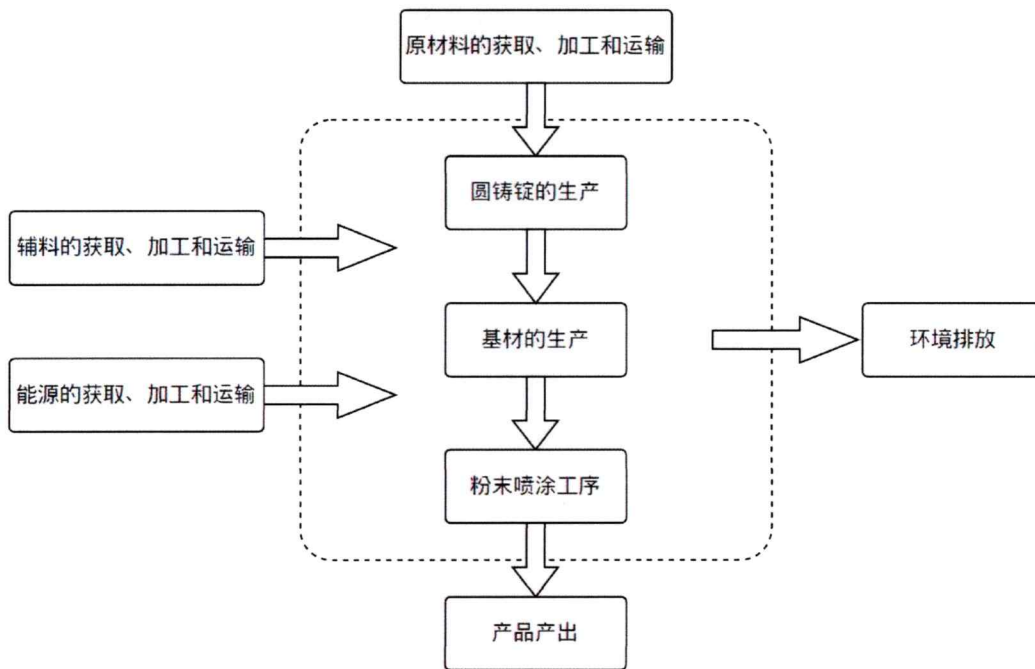 原材料的获取、加工和运输
圆铸锭的生产
辅料的获取、加工和运输
基材的生产
环境排放
能源的获取、加工和运输
粉末喷涂工序
产品产出